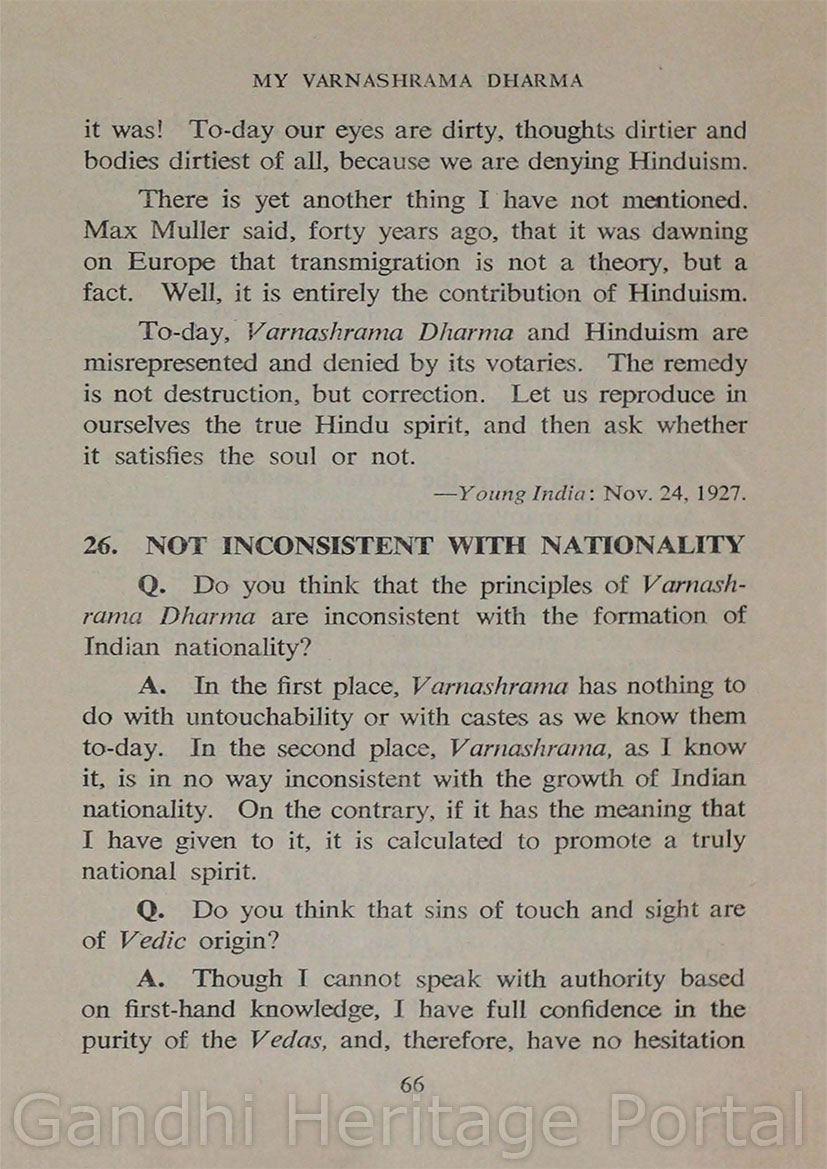 MY VARNASHRAMA DHARMA
it was! To-day our eyes are dirty, thoughts dirtier and
bodies dirtiest of all, because we are denying Hinduism.
There is yet another thing I have not mentioned.
Max Muller said, forty years ago, that it was dawning
on Europe that transmigration is not a theory, but a
fact. Well, it is entirely the contribution of Hinduism.
To-day, Varnashrama Dharma and Hinduism are
misrepresented and denied by its votaries. The remedy
is not destruction, but correction. Let us reproduce in
ourselves the true Hindu spirit, and then ask whether
it satisfies the soul or not.
—Young India: Nov. 24, 1927.
26. NOT INCONSISTENT WITH NATIONALITY
Q. Do you think that the principles of Varnash-
rama Dharma are inconsistent with the formation of
Indian nationality?
A. In the first place, Varnashrama has nothing to
do with untouchability or with castes as we know them
to-day. In the second place, Varnashrama, as I know
it, is in no way inconsistent with the growth of Indian
nationality. On the contrary, if it has the meaning that
I have given to it, it is calculated to promote a truly
national spirit.
Q. Do you think that sins of touch and sight are
of Vedic origin?
A. Though I cannot speak with authority based
on first-hand knowledge, I have full confidence in the
purity of the Vedas, and, therefore, have no hesitation
66
Gandhi Heritage Portal